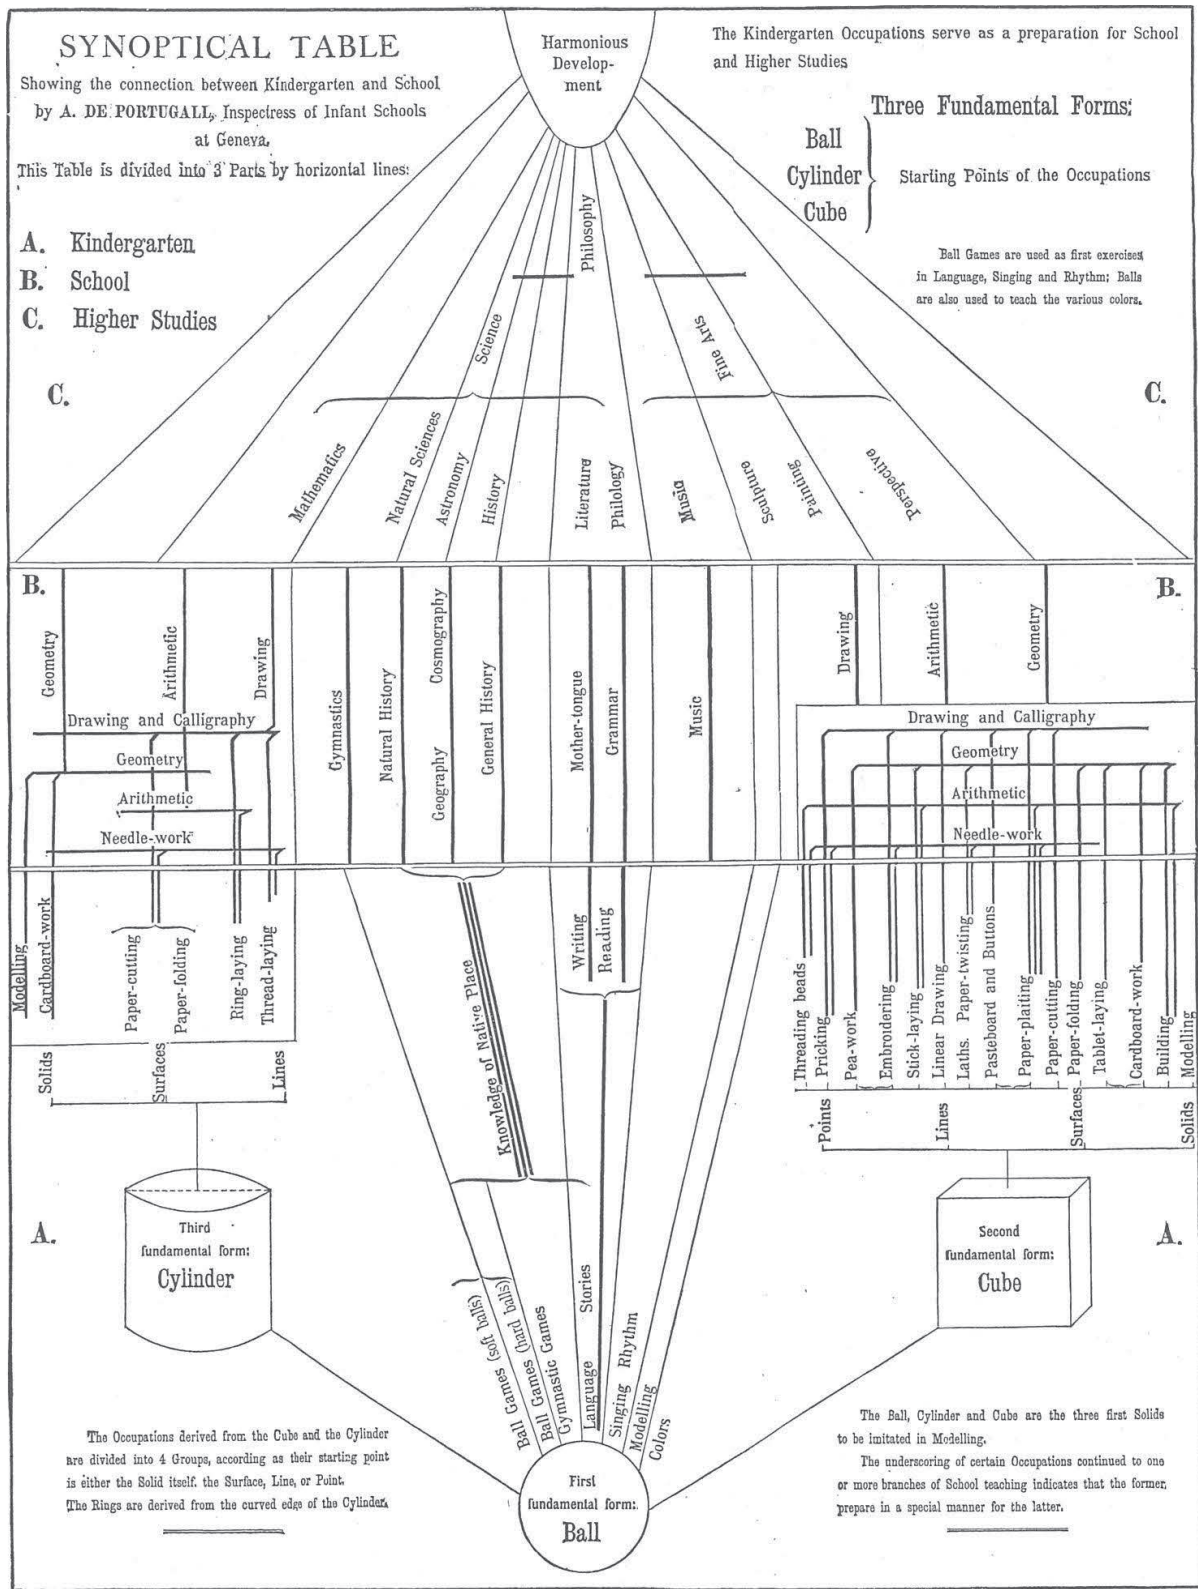 SYNOPTICAL TABLE
Showing the connection between Kindergarten and School
by A. DE PORTUGALL, Inspectress of Infant Schools
at Geneva.
This Table is divided into 3 Parts by horizontal lines:
A. Kindergarten
B. School
C. Higher Studies
Harmonious
Develop-
ment
The Kindergarten Occupations serve as a preparation for School
and Higher Studies
Three Fundamental Forms:
Ball
Cylinder
Cube
Starting Points of the Occupations
Ball Games are used as first exercises
in Language, Singing and Rhythm; Balls
are also used to teach the various colors.
C.
C.
Philosophy
Science
Fine Arts
Mathematics
Natural Sciences
Astronomy
History
Literature
Philology
Music
Sculpture
Painting
Perspective
B.
B.
Geometry
Arithmetic
Drawing
Drawing and Calligraphy
Geometry
Arithmetic
Needle-work
Gymnastics
Natural History
Cosmography
Geography
General History
Mother-tongue
Grammar
Music
Drawing
Arithmetic
Geometry
Drawing and Calligraphy
Geometry
Arithmetic
Needle-work
Modelling
Cardboard-work
Paper-cutting
Paper-folding
Ring-laying
Thread-laying
Solids
Surfaces
Lines
Knowledge of Native Place
Writing
Reading
Threading beads
Pricking
Pea-work
Embroidering
Stick-laying
Linear Drawing
Laths. Paper-twisting
Pasteboard and Buttons
Paper-plaiting
Paper-cutting
Paper-folding
Tablet-laying
Cardboard-work
Building
Modelling
Points
Lines
Surfaces
Solids
A.
A.
Third
fundamental form:
Cylinder
Second
fundamental form:
Cube
Ball Games (soft balls)
Ball Games (hard balls)
Gymnastic Games
Language
Stories
Singing Rhythm
Modelling
Colors
First
fundamental form:
Ball
The Occupations derived from the Cube and the Cylinder
are divided into 4 Groups, according as their starting point
is either the Solid itself. the Surface, Line, or Point.
The Rings are derived from the curved edge of the Cylinder.
The Ball, Cylinder and Cube are the three first Solids
to be imitated in Modelling.
The underscoring of certain Occupations continued to one
or more branches of School teaching indicates that the former,
prepare in a special manner for the latter.